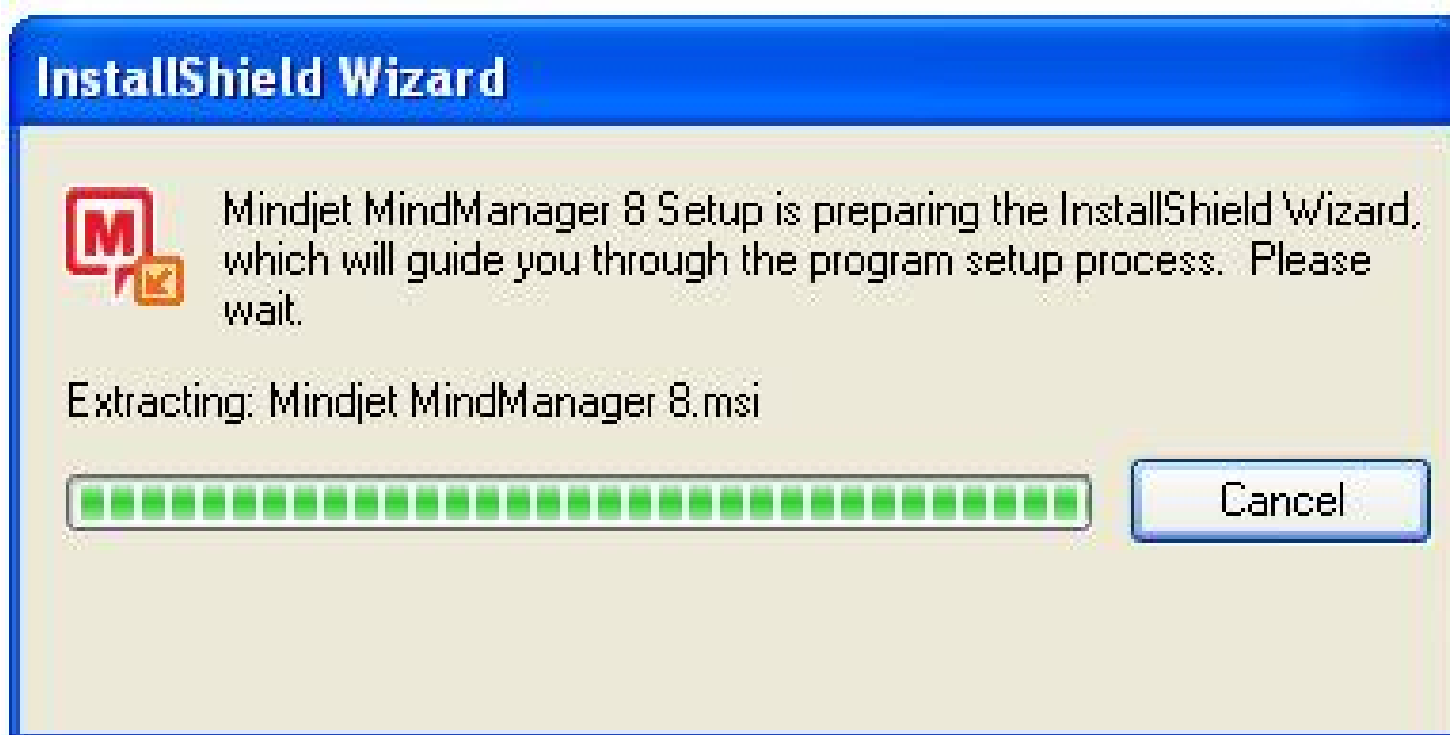 InstallShield Wizard
M
Mindjet MindManager 8 Setup is preparing the InstallShield Wizard,
which will guide you through the program setup process.  Please
wait.
Extracting: Mindjet MindManager 8.msi
Cancel